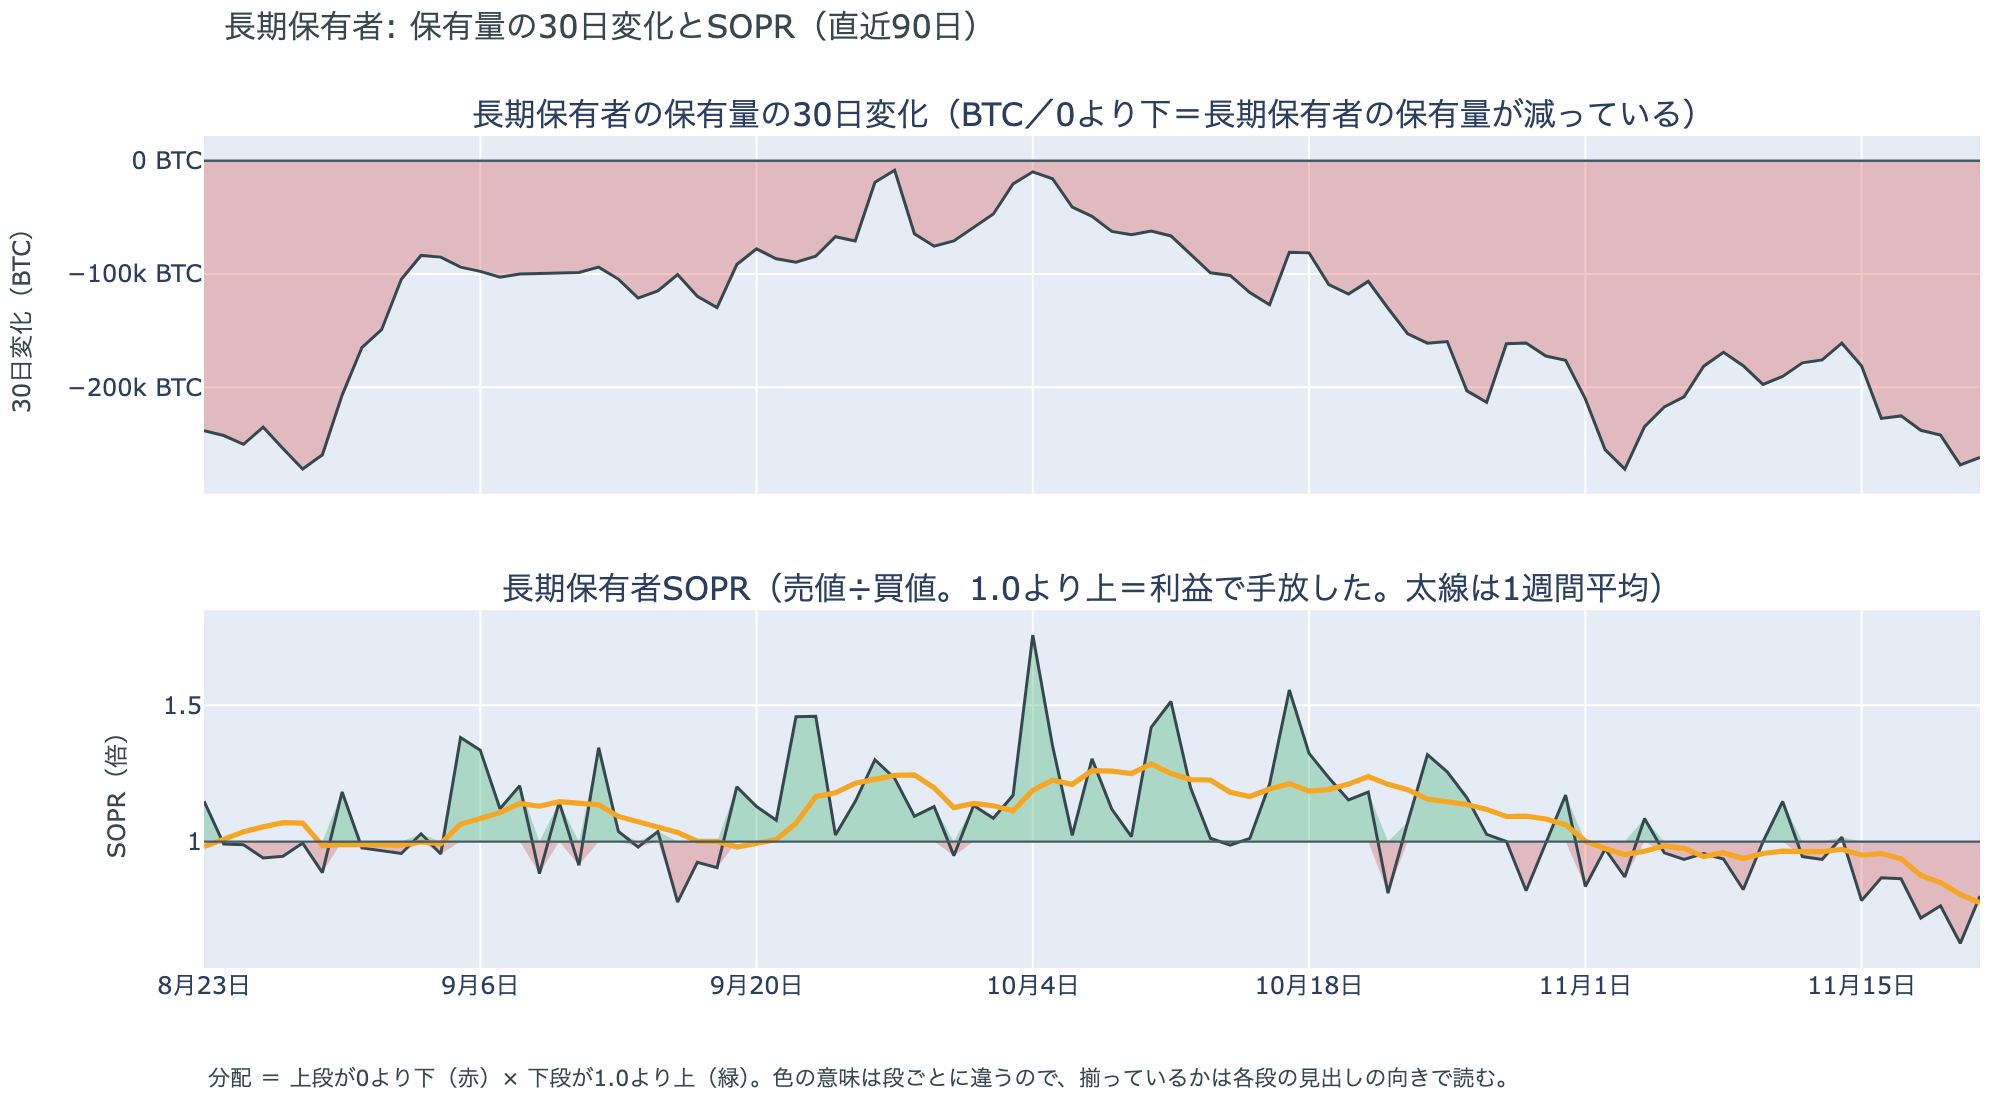 長期保有者: 保有量の30日変化とSOPR（直近90日）
長期保有者の保有量の30日変化（BTC／0より下＝長期保有者の保有量が減っている）
0 BTC
−100k BTC
−200k BTC
30日変化（BTC）
長期保有者SOPR（売値÷買値。1.0より上＝利益で手放した。太線は1週間平均）
1.5
1
SOPR（倍）
8月23日
9月6日
9月20日
10月4日
10月18日
11月1日
11月15日
分配 ＝ 上段が0より下（赤）× 下段が1.0より上（緑）。色の意味は段ごとに違うので、揃っているかは各段の見出しの向きで読む。